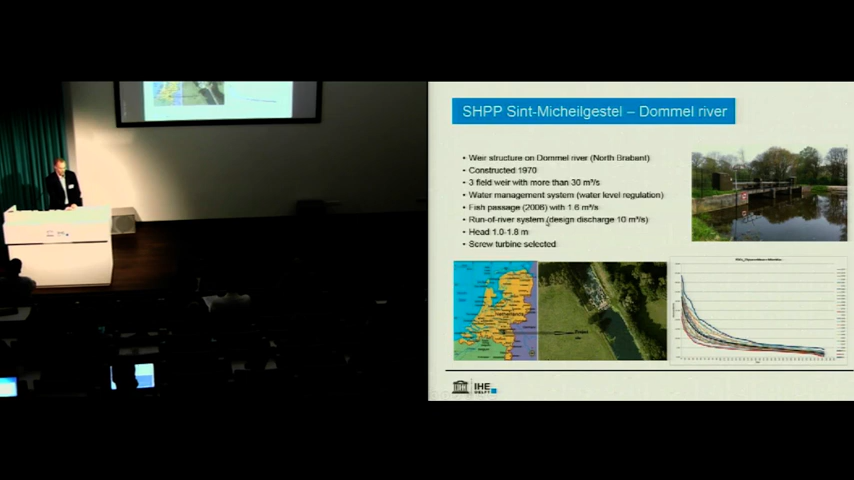 SHPP Sint-Micheilgestel – Dommel river
• Weir structure on Dommel river (North Brabant)
• Constructed 1970
• 3 field weir with more than 30 m³/s
• Water management system (water level regulation)
• Fish passage (2006) with 1.6 m³/s
• Run-of-river system (design discharge 10 m³/s)
• Head 1.0-1.8 m
• Screw turbine selected
IHE
DELFT